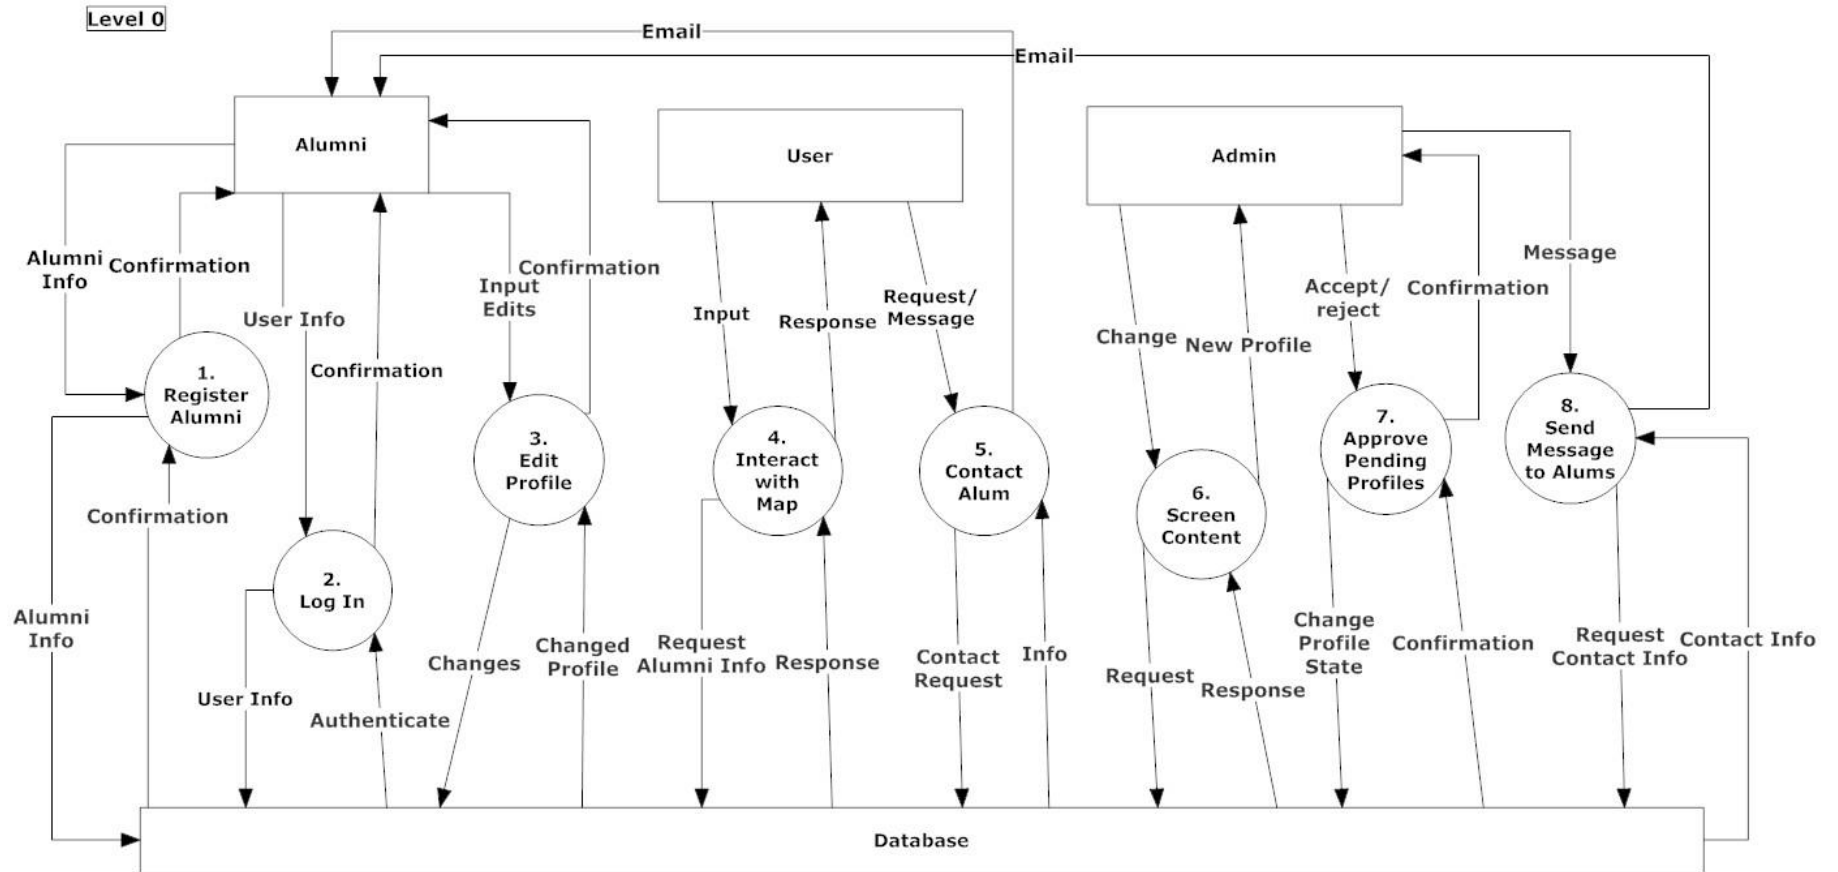 Level 0
Email
Email
Alumni
User
Admin
Alumni
Info
Confirmation
User Info
Confirmation
Input
Edits
Confirmation
Input
Response
Request/
Message
Change
New Profile
Accept/
reject
Confirmation
Message
1.
Register
Alumni
2.
Log In
3.
Edit
Profile
4.
Interact
with
Map
5.
Contact
Alum
6.
Screen
Content
7.
Approve
Pending
Profiles
8.
Send
Message
to Alums
Confirmation
Alumni
Info
User Info
Authenticate
Changes
Changed
Profile
Request
Alumni Info
Response
Contact
Request
Info
Request
Response
Change
Profile
State
Confirmation
Request
Contact Info
Contact Info
Database